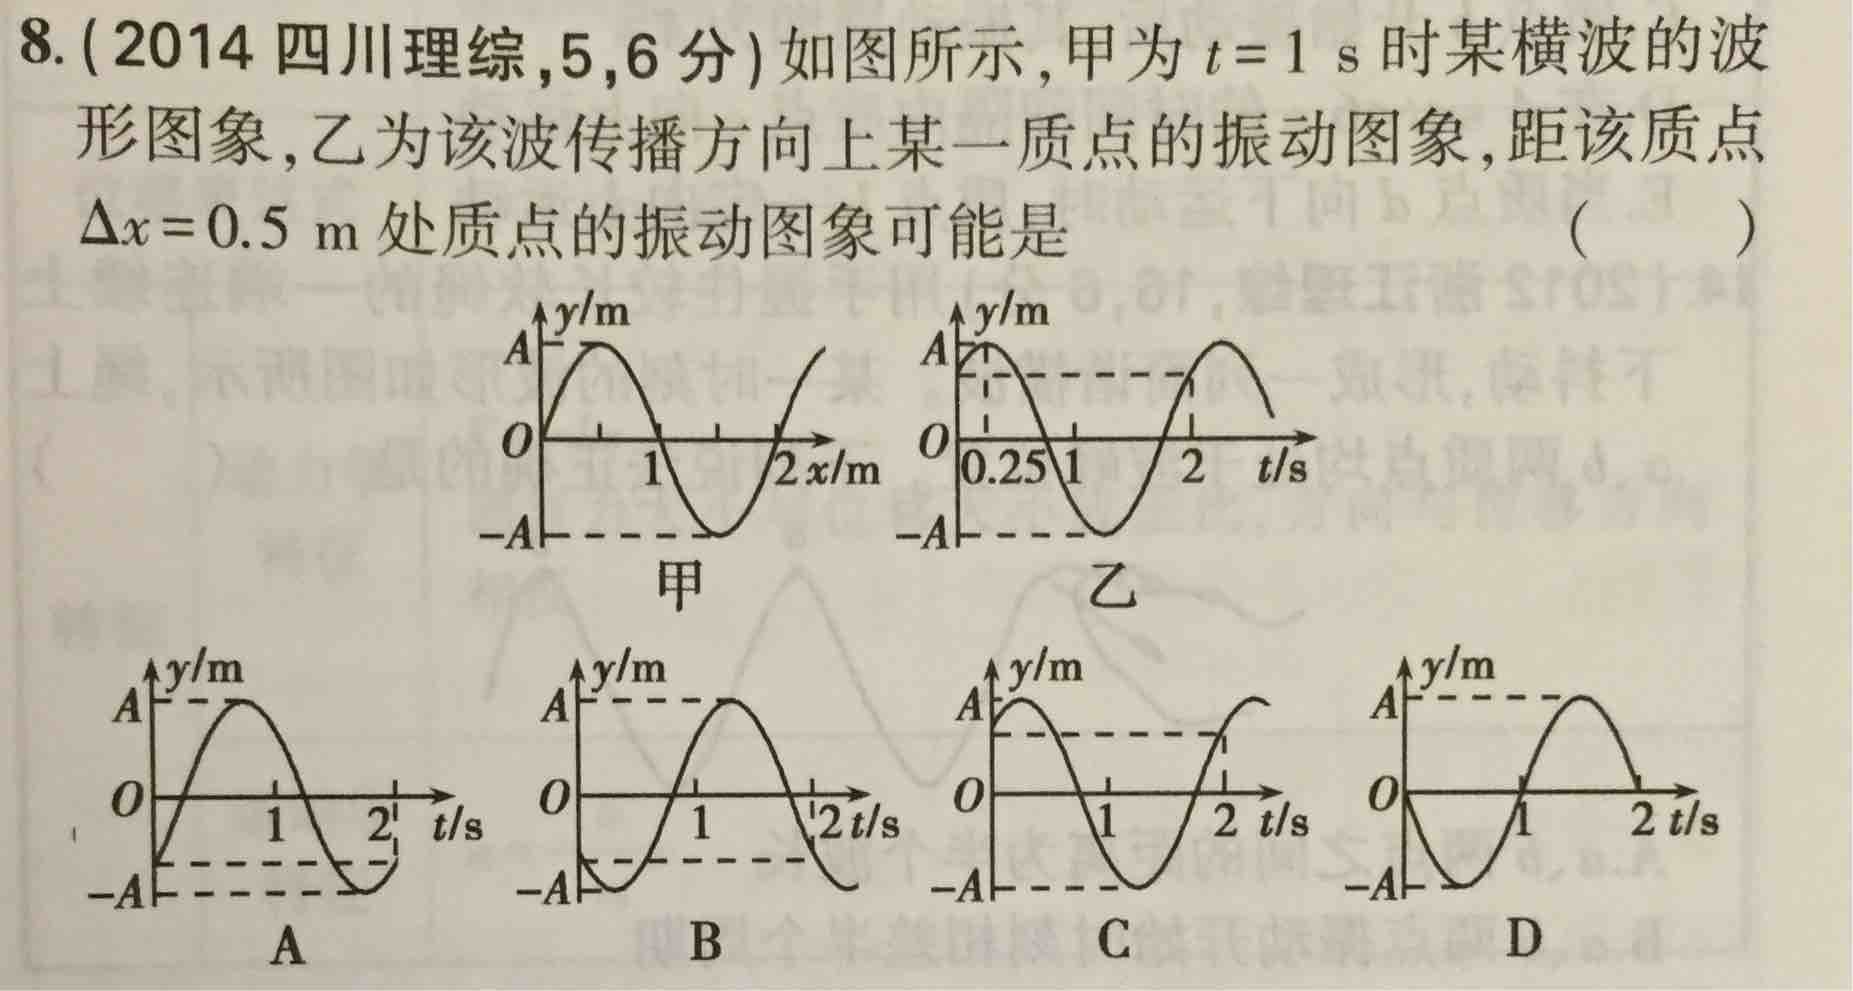 8.(2014 四川理综,5,6 分)如图所示,甲为 t=1 s 时某横波的波
形图象,乙为该波传播方向上某一质点的振动图象,距该质点
Δx=0.5 m 处质点的振动图象可能是 ( )
y/m
A
O
1
2
x/m
-A
甲
y/m
A
O
0.25
1
2
t/s
-A
乙
y/m
A
O
1
2
t/s
-A
A
y/m
A
O
1
2
t/s
-A
B
y/m
A
O
1
2
t/s
-A
C
y/m
A
O
1
2
t/s
-A
D